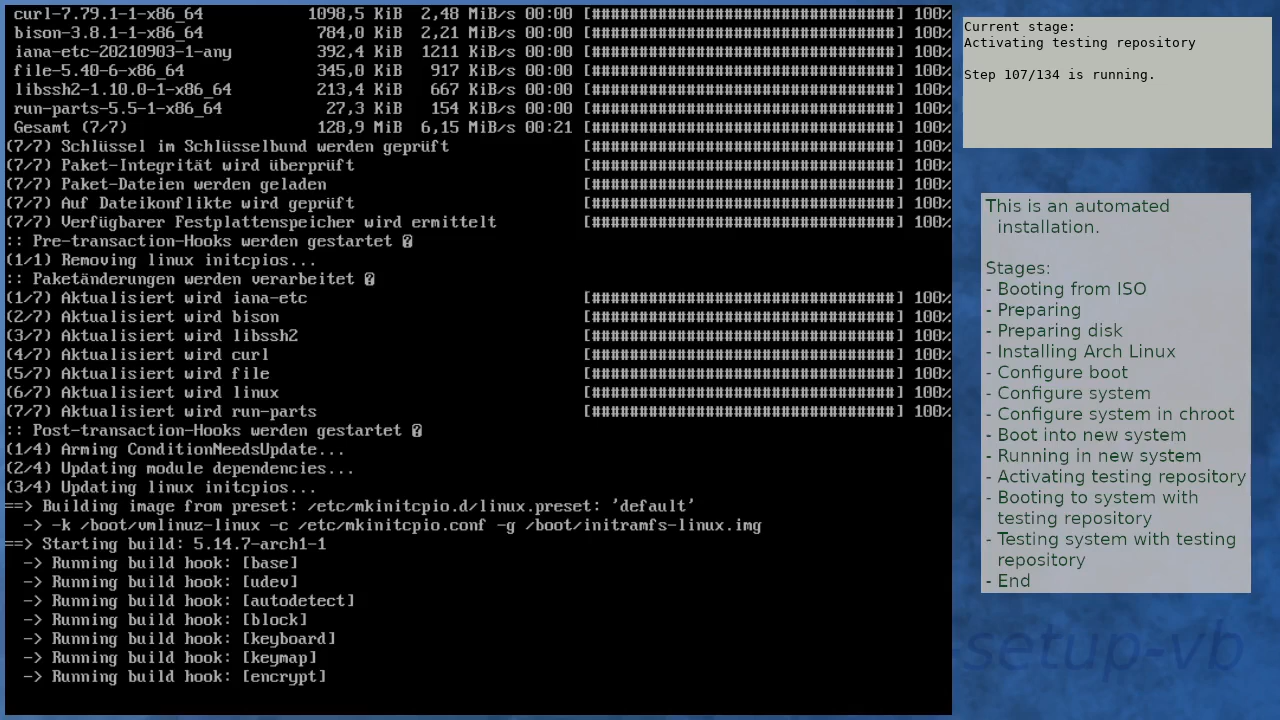 curl-7.79.1-1-x86_64 1098,5 KiB 2,48 MiB/s 00:00 [################################] 100%
bison-3.8.1-1-x86_64 784,0 KiB 2,21 MiB/s 00:00 [################################] 100%
iana-etc-20210903-1-any 392,4 KiB 1211 KiB/s 00:00 [################################] 100%
file-5.40-6-x86_64 345,0 KiB 917 KiB/s 00:00 [################################] 100%
libssh2-1.10.0-1-x86_64 213,4 KiB 667 KiB/s 00:00 [################################] 100%
run-parts-5.5-1-x86_64 27,3 KiB 154 KiB/s 00:00 [################################] 100%
Gesamt (7/7) 128,9 MiB 6,15 MiB/s 00:21 [################################] 100%
(7/7) Schlüssel im Schlüsselbund werden geprüft [################################] 100%
(7/7) Paket-Integrität wird überprüft [################################] 100%
(7/7) Paket-Dateien werden geladen [################################] 100%
(7/7) Auf Dateikonflikte wird geprüft [################################] 100%
(7/7) Verfügbarer Festplattenspeicher wird ermittelt [################################] 100%
:: Pre-transaction-Hooks werden gestartet �
(1/1) Removing linux initcpios...
:: Paketänderungen werden verarbeitet �
(1/7) Aktualisiert wird iana-etc [################################] 100%
(2/7) Aktualisiert wird bison [################################] 100%
(3/7) Aktualisiert wird libssh2 [################################] 100%
(4/7) Aktualisiert wird curl [################################] 100%
(5/7) Aktualisiert wird file [################################] 100%
(6/7) Aktualisiert wird linux [################################] 100%
(7/7) Aktualisiert wird run-parts [################################] 100%
:: Post-transaction-Hooks werden gestartet �
(1/4) Arming ConditionNeedsUpdate...
(2/4) Updating module dependencies...
(3/4) Updating linux initcpios...
==> Building image from preset: /etc/mkinitcpio.d/linux.preset: 'default'
-> -k /boot/vmlinuz-linux -c /etc/mkinitcpio.conf -g /boot/initramfs-linux.img
==> Starting build: 5.14.7-arch1-1
-> Running build hook: [base]
-> Running build hook: [udev]
-> Running build hook: [autodetect]
-> Running build hook: [block]
-> Running build hook: [keyboard]
-> Running build hook: [keymap]
-> Running build hook: [encrypt]
Current stage:
Activating testing repository
Step 107/134 is running.
This is an automated
installation.
Stages:
- Booting from ISO
- Preparing
- Preparing disk
- Installing Arch Linux
- Configure boot
- Configure system
- Configure system in chroot
- Boot into new system
- Running in new system
- Activating testing repository
- Booting to system with
testing repository
- Testing system with testing
repository
- End
setup-vb